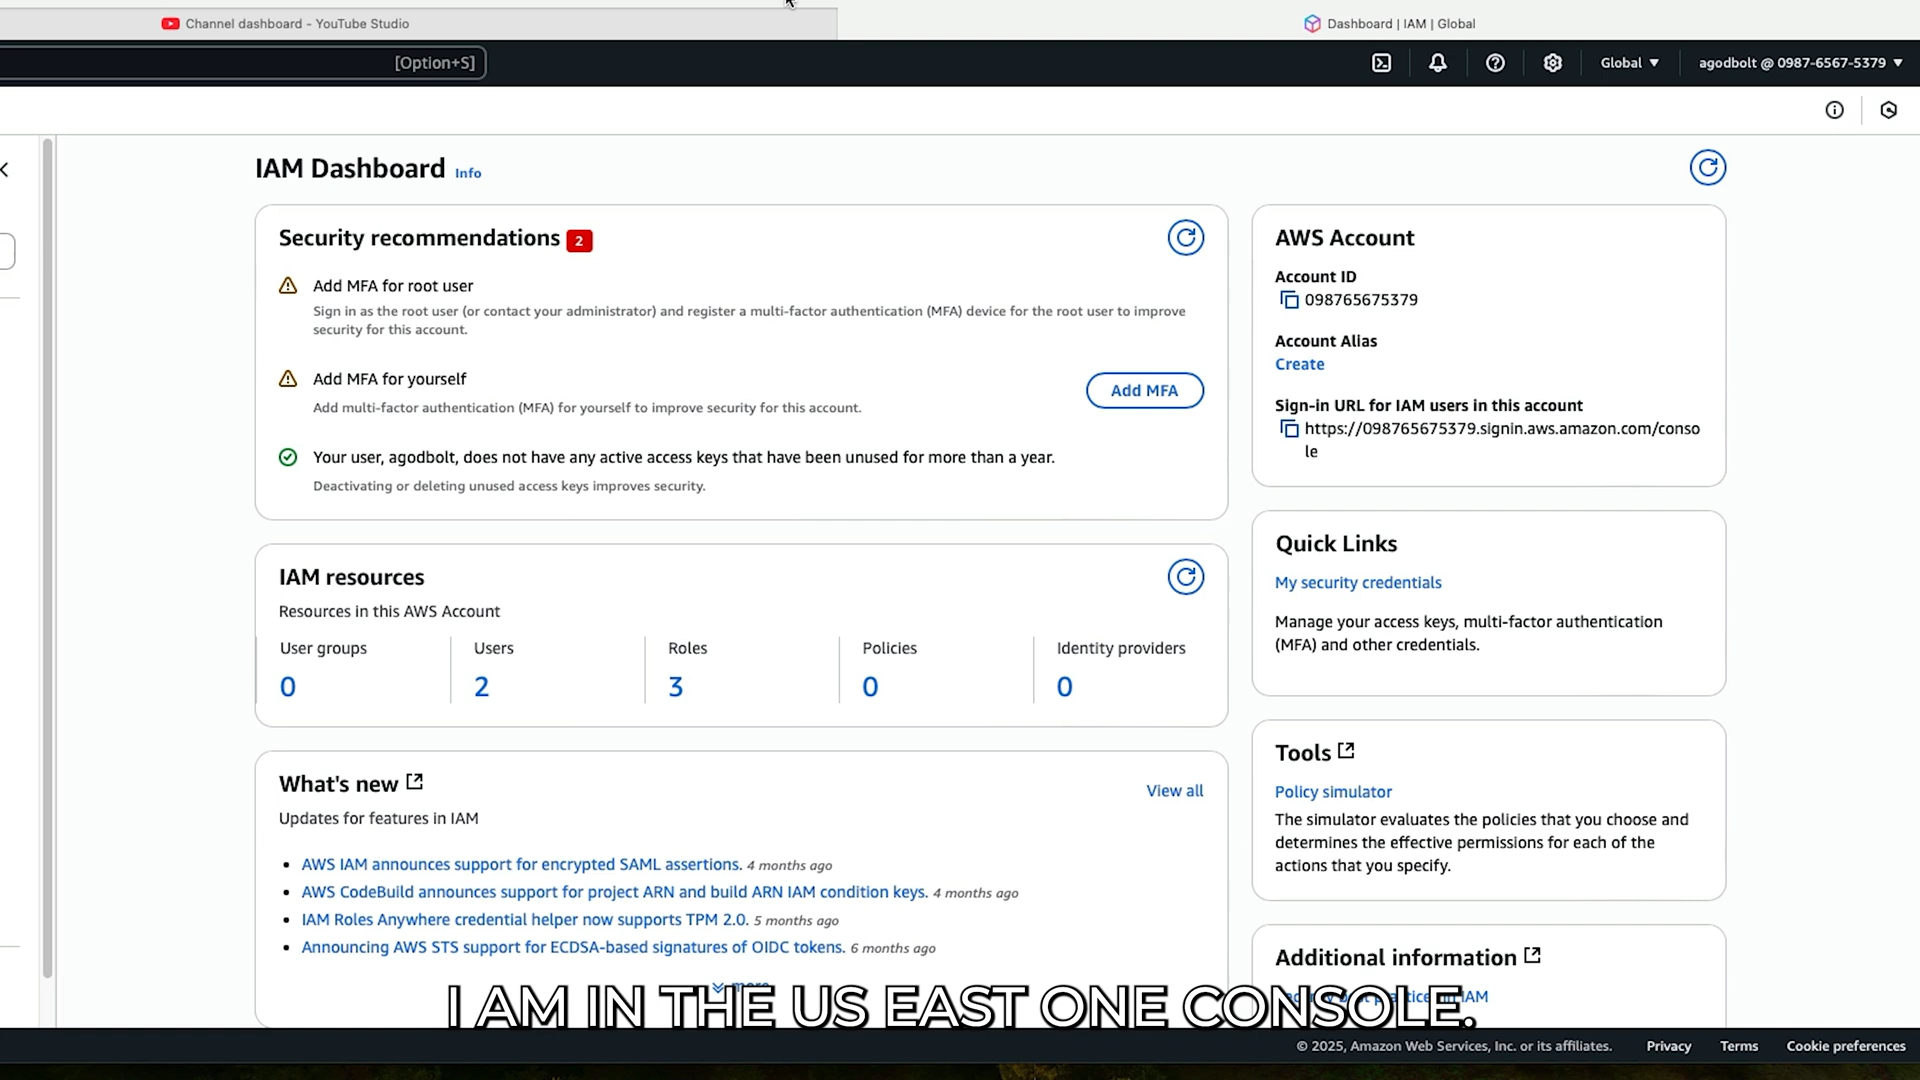 Channel dashboard - YouTube Studio
Dashboard | IAM | Global
[Option+S]
Global ▼
agodbolt @ 0987-6567-5379 ▼
IAM Dashboard Info
Security recommendations 2
Add MFA for root user
Sign in as the root user (or contact your administrator) and register a multi-factor authentication (MFA) device for the root user to improve
security for this account.
Add MFA for yourself
Add MFA
Add multi-factor authentication (MFA) for yourself to improve security for this account.
Your user, agodbolt, does not have any active access keys that have been unused for more than a year.
Deactivating or deleting unused access keys improves security.
IAM resources
Resources in this AWS Account
User groups Users Roles Policies Identity providers
0 2 3 0 0
What's new
View all
Updates for features in IAM
• AWS IAM announces support for encrypted SAML assertions. 4 months ago
• AWS CodeBuild announces support for project ARN and build ARN IAM condition keys. 4 months ago
• IAM Roles Anywhere credential helper now supports TPM 2.0. 5 months ago
• Announcing AWS STS support for ECDSA-based signatures of OIDC tokens. 6 months ago
more
AWS Account
Account ID
098765675379
Account Alias
Create
Sign-in URL for IAM users in this account
https://098765675379.signin.aws.amazon.com/conso
le
Quick Links
My security credentials
Manage your access keys, multi-factor authentication
(MFA) and other credentials.
Tools
Policy simulator
The simulator evaluates the policies that you choose and
determines the effective permissions for each of the
actions that you specify.
Additional information
IAM
I AM IN THE US EAST ONE CONSOLE.
© 2025, Amazon Web Services, Inc. or its affiliates. Privacy Terms Cookie preferences